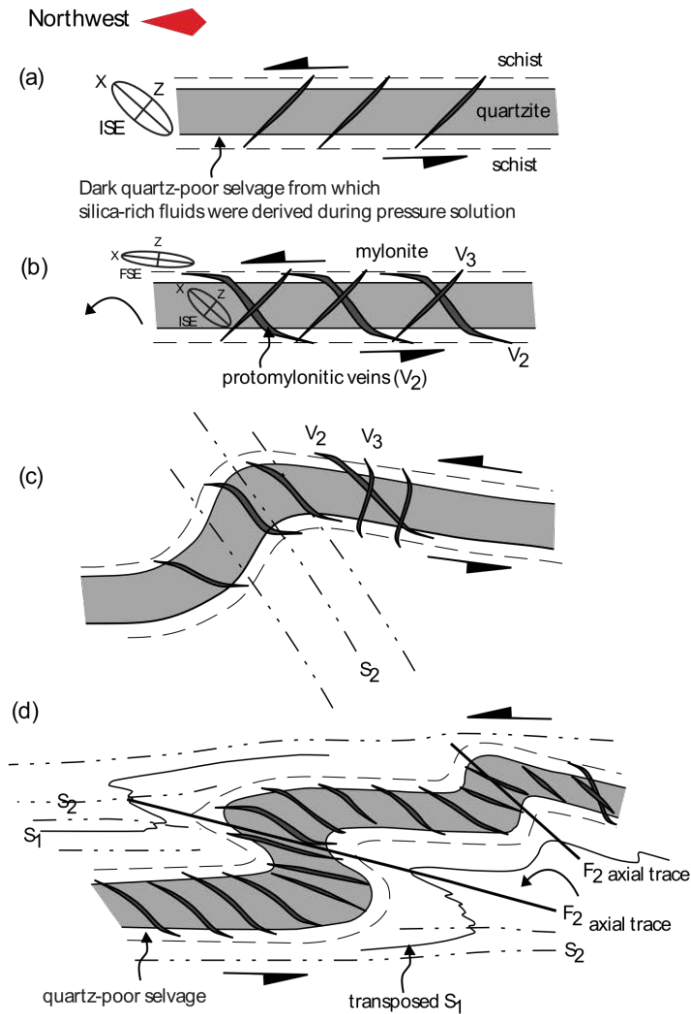 Northwest
(a)
schist
X
Z
ISE
quartzite
schist
Dark quartz-poor selvage from which
silica-rich fluids were derived during pressure solution
(b)
X
Z
FSE
mylonite
V3
X
Z
ISE
V2
protomylonitic veins (V2)
(c)
V2
V3
S2
(d)
S2
S1
F2 axial trace
F2 axial trace
S2
quartz-poor selvage
transposed S1